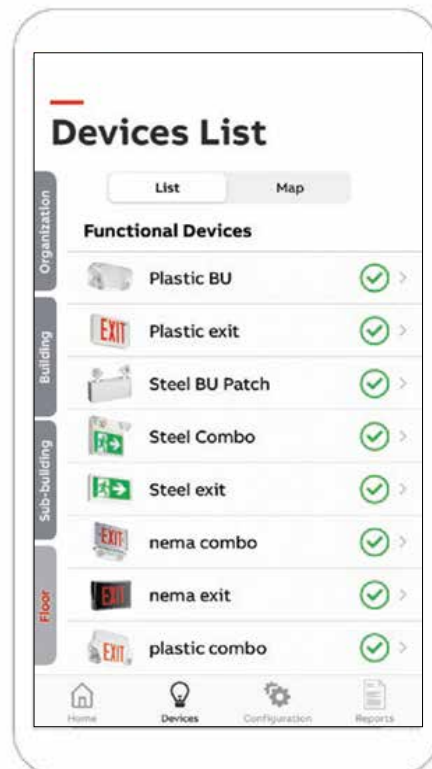 Devices List
List Map
Organization
Building
Sub-building
Floor
Functional Devices
Plastic BU
EXIT Plastic exit
Steel BU Patch
Steel Combo
Steel exit
EXIT nema combo
EXIT nema exit
EXIT plastic combo
Home Devices Configuration Reports